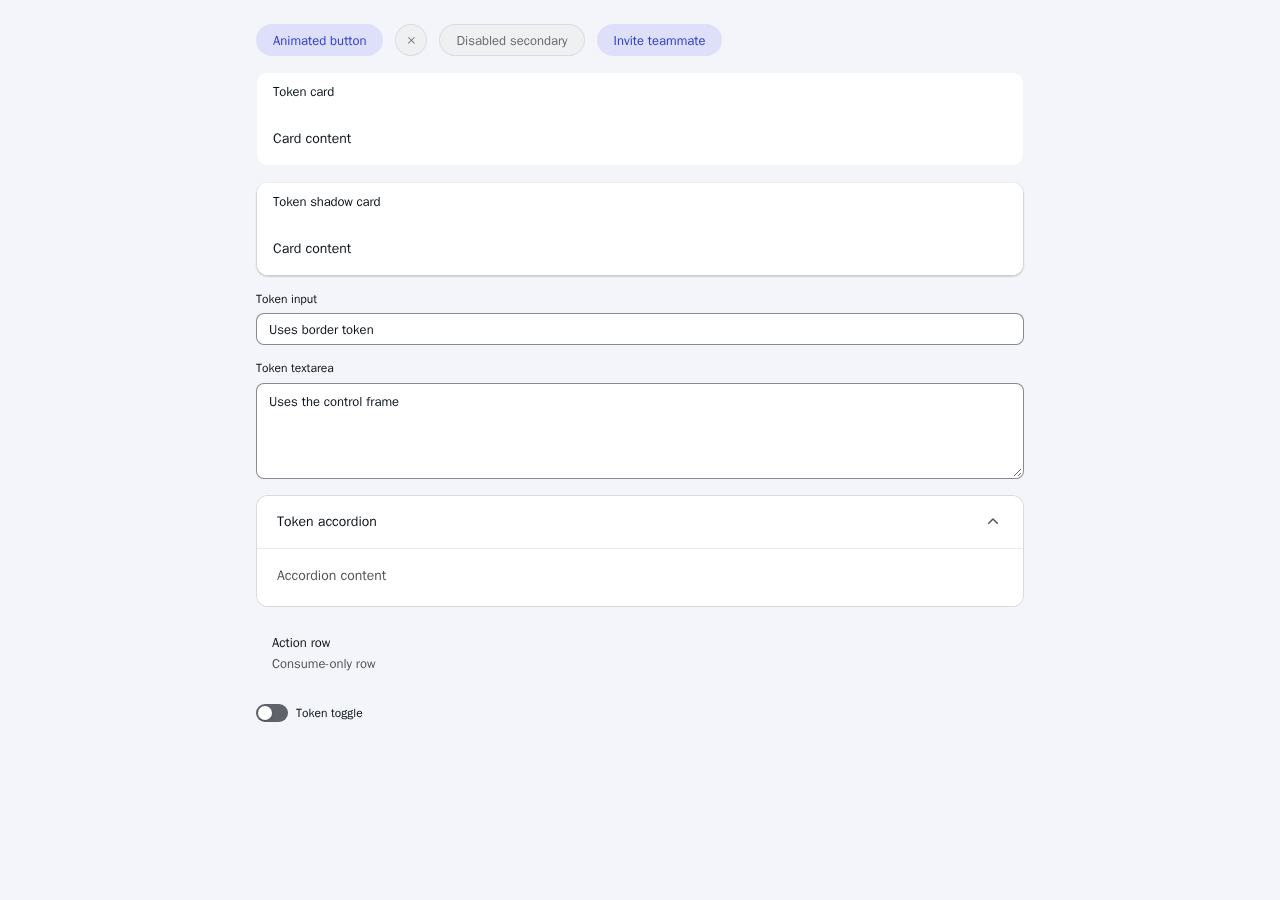 Animated button
×
Disabled secondary
Invite teammate
Token card
Card content
Token shadow card
Card content
Token input
Uses border token
Token textarea
Uses the control frame
Token accordion
Accordion content
Action row
Consume-only row
Token toggle